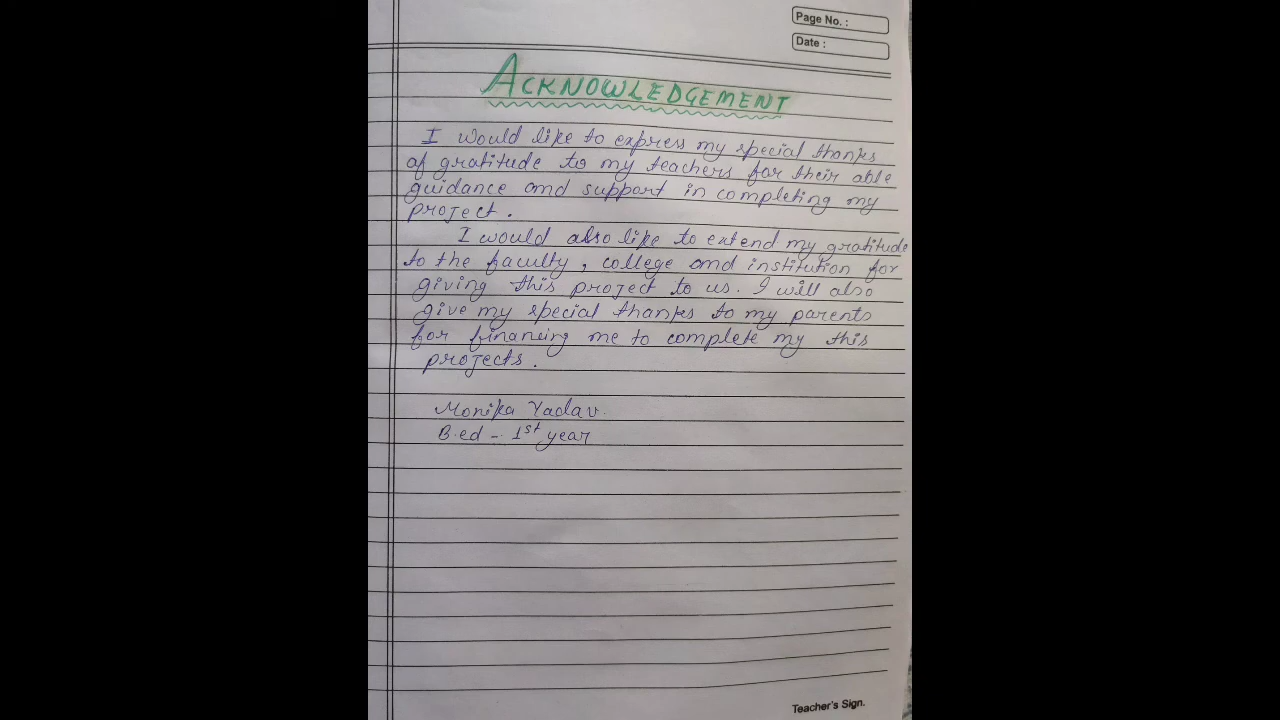 Page No. :
Date :
ACKNOWLEDGEMENT
I would like to express my special thanks
of gratitude to my teachers for their able
guidance and support in completing my
project.
I would also like to extend my gratitude
to the faculty, college and institution for
giving this project to us. I will also
give my special thanks to my parents
for financing me to complete my this
projects.
Monika Yadav.
B.ed - 1st year
Teacher's Sign.